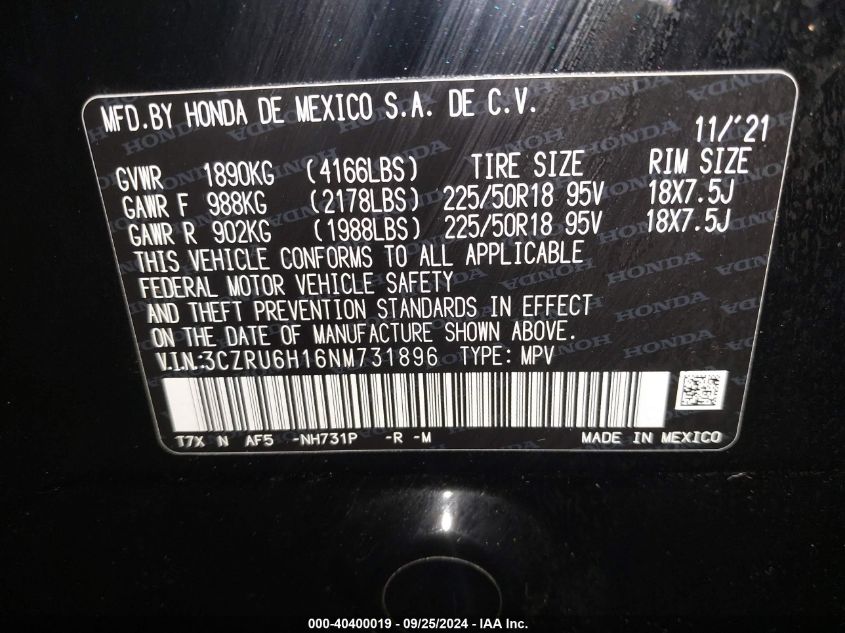 MFD.BY HONDA DE MEXICO S.A. DE C.V.
11/'21
GVWR 1890KG (4166LBS) TIRE SIZE RIM SIZE
GAWR F 988KG (2178LBS) 225/50R18 95V 18X7.5J
GAWR R 902KG (1988LBS) 225/50R18 95V 18X7.5J
THIS VEHICLE CONFORMS TO ALL APPLICABLE
FEDERAL MOTOR VEHICLE SAFETY
AND THEFT PREVENTION STANDARDS IN EFFECT
ON THE DATE OF MANUFACTURE SHOWN ABOVE.
V.I.N:3CZRU6H16NM731896 TYPE: MPV
T7X N AF5 -NH731P -R -M MADE IN MEXICO
000-40400019 - 09/25/2024 - IAA Inc.